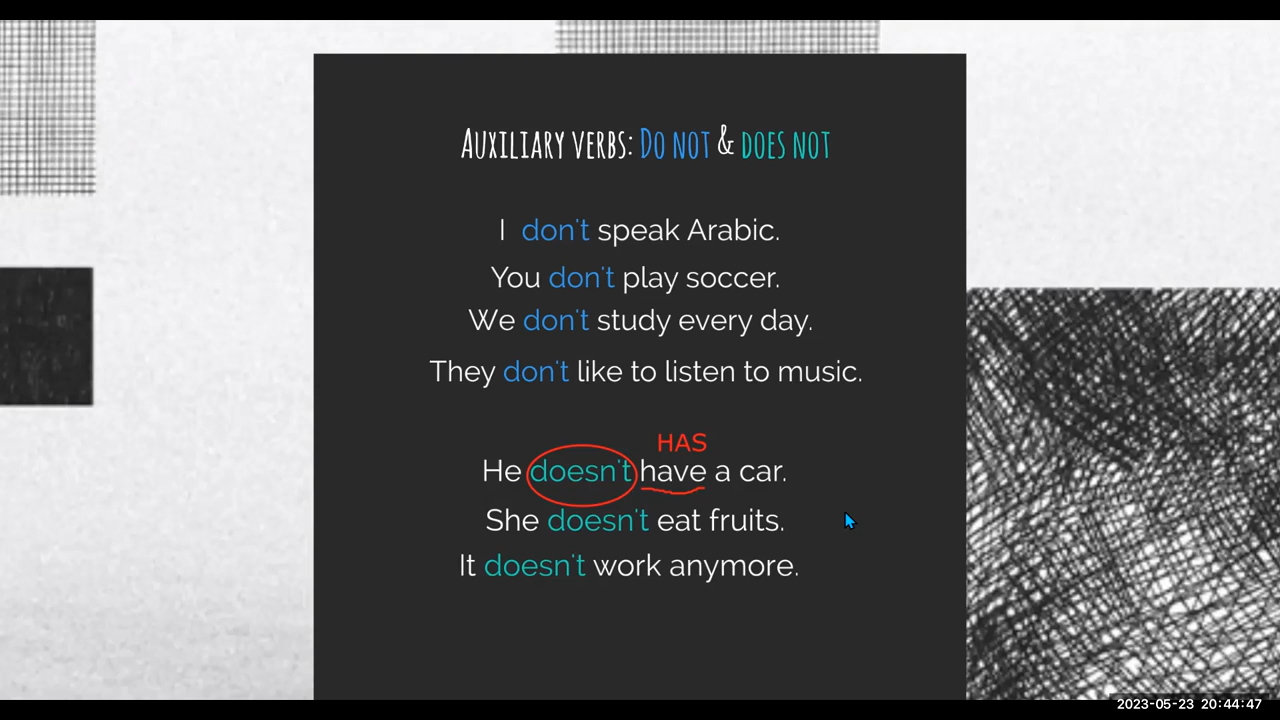 AUXILIARY VERBS: DO NOT & DOES NOT
I don't speak Arabic.
You don't play soccer.
We don't study every day.
They don't like to listen to music.
HAS
He doesn't have a car.
She doesn't eat fruits.
It doesn't work anymore.
2023-05-23 20:44:47